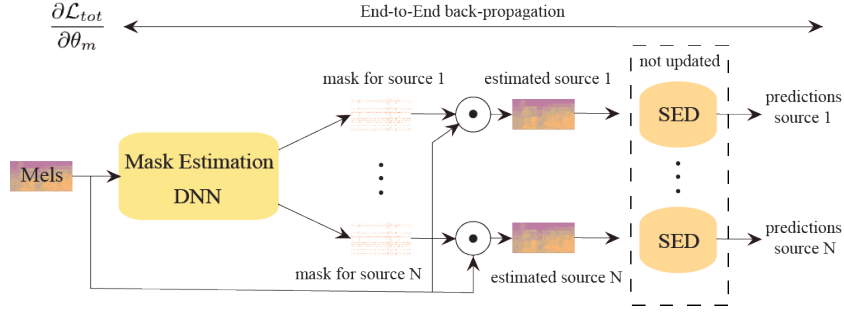 ∂L_tot / ∂θ_m
End-to-End back-propagation
not updated
mask for source 1
estimated source 1
SED
predictions
source 1
Mels
Mask Estimation
DNN
mask for source N
estimated source N
SED
predictions
source N